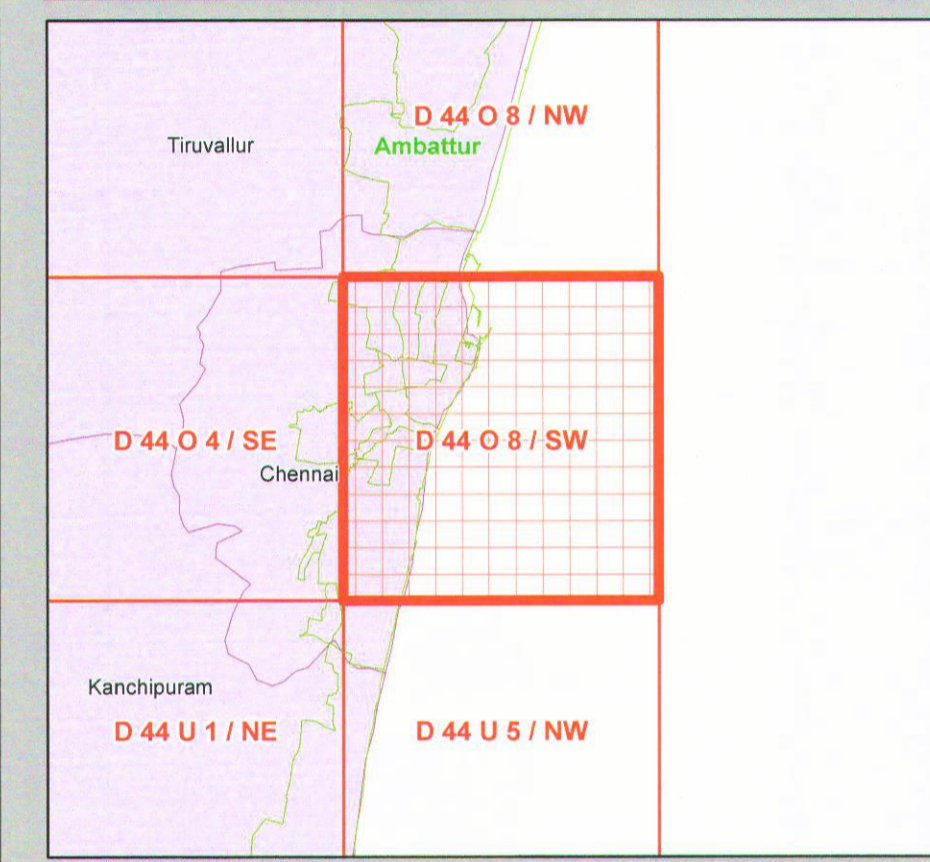 D 44 O 8 / NW
Tiruvallur
Ambattur
D 44 O 4 / SE
D 44 O 8 / SW
Chennai
Kanchipuram
D 44 U 1 / NE
D 44 U 5 / NW